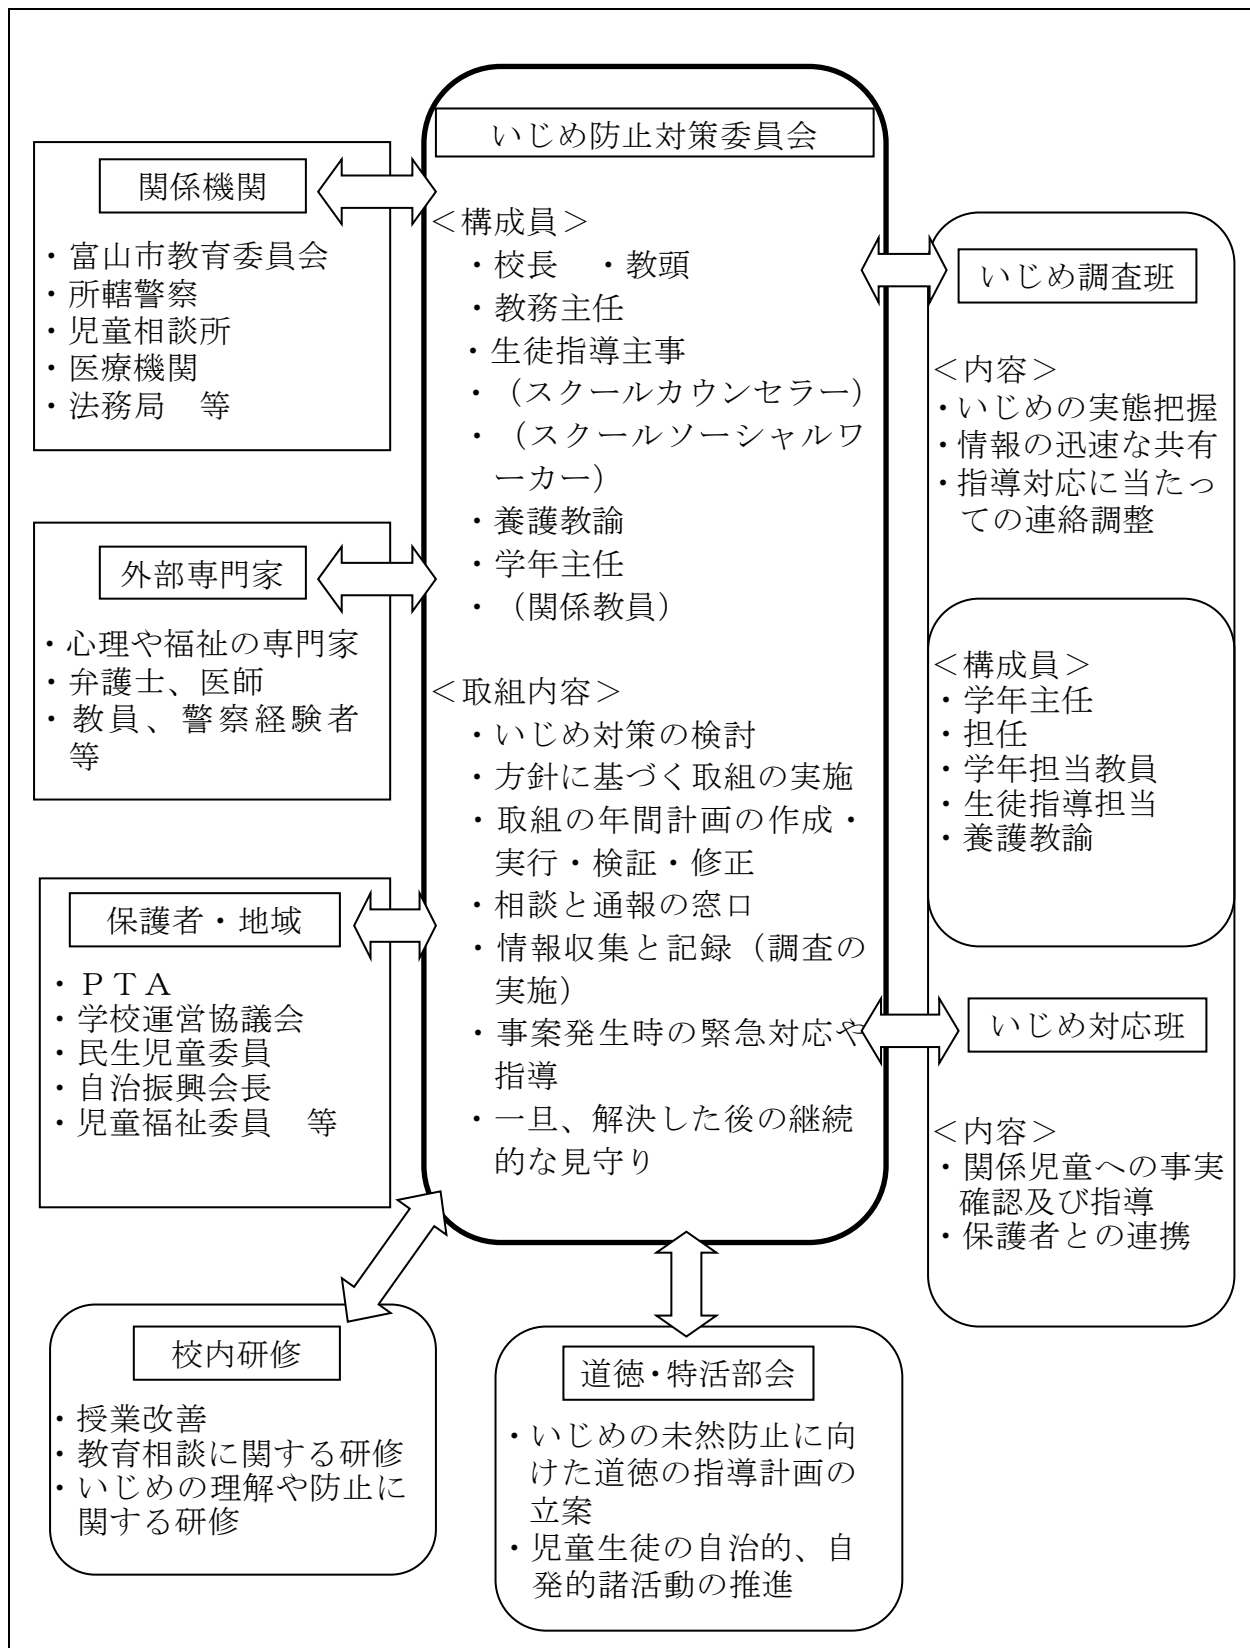 いじめ防止対策委員会
<構成員>
・校長　・教頭
・教務主任
・生徒指導主事
・（スクールカウンセラー）
・（スクールソーシャルワ
ーカー）
・養護教諭
・学年主任
・（関係教員）
<取組内容>
・いじめ対策の検討
・方針に基づく取組の実施
・取組の年間計画の作成・
実行・検証・修正
・相談と通報の窓口
・情報収集と記録（調査の
実施）
・事案発生時の緊急対応や
指導
・一旦、解決した後の継続
的な見守り
関係機関
・富山市教育委員会
・所轄警察
・児童相談所
・医療機関
・法務局　等
外部専門家
・心理や福祉の専門家
・弁護士、医師
・教員、警察経験者
等
保護者・地域
・ＰＴＡ
・学校運営協議会
・民生児童委員
・自治振興会長
・児童福祉委員　等
いじめ調査班
<内容>
・いじめの実態把握
・情報の迅速な共有
・指導対応に当たっ
ての連絡調整
<構成員>
・学年主任
・担任
・学年担当教員
・生徒指導担当
・養護教諭
いじめ対応班
<内容>
・関係児童への事実
確認及び指導
・保護者との連携
校内研修
・授業改善
・教育相談に関する研修
・いじめの理解や防止に
関する研修
道徳・特活部会
・いじめの未然防止に向
けた道徳の指導計画の
立案
・児童生徒の自治的、自
発的諸活動の推進